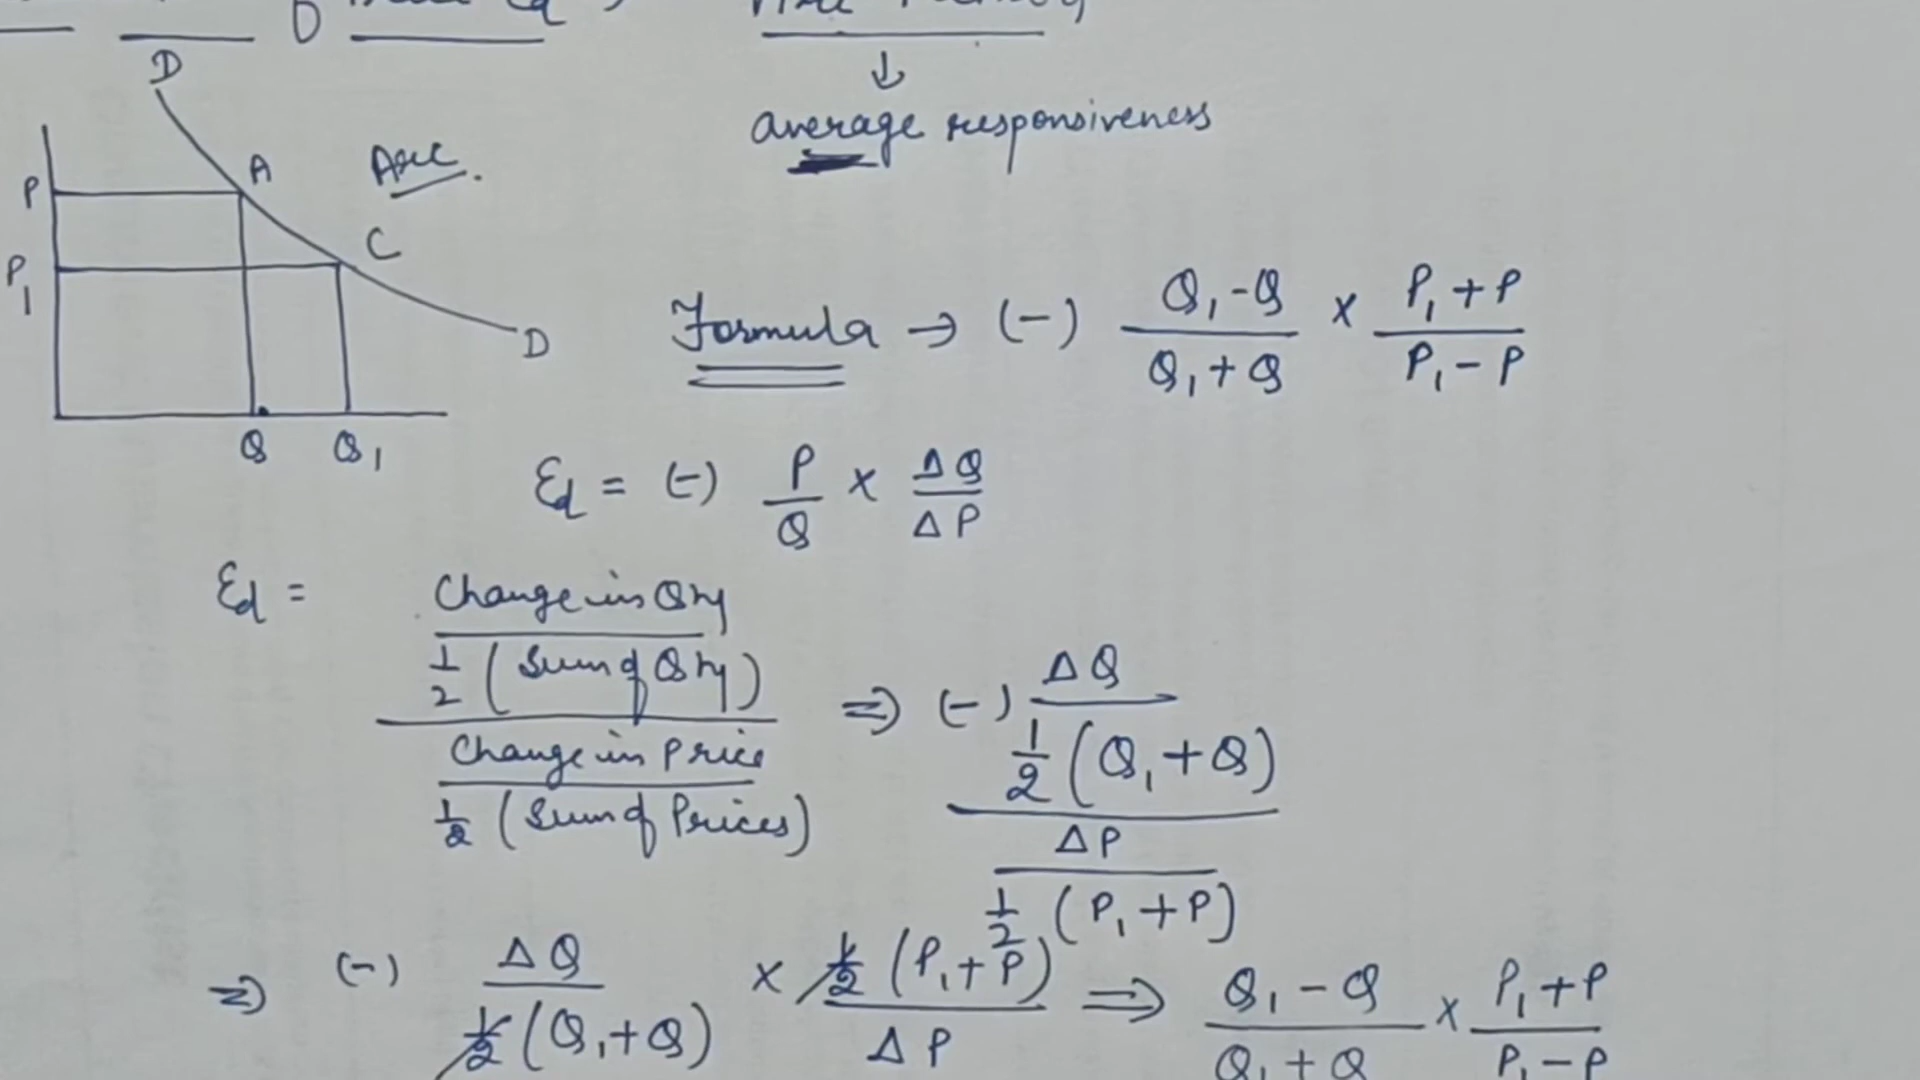 D
average responsiveness
A
Arc.
P
C
P1
D
Formula → (-) Q1-Q / Q1+Q × P1+P / P1-P
Q Q1
Ed = (-) P/Q × ΔQ/ΔP
Ed = Change in Qty / 1/2 (Sum of Qty) / Change in Price / 1/2 (Sum of Prices) ⇒ (-) ΔQ / 1/2 (Q1+Q) / ΔP / 1/2 (P1+P)
⇒ (-) ΔQ / 1/2 (Q1+Q) × 1/2 (P1+P) / ΔP ⇒ Q1-Q / Q1+Q × P1+P / P1-P